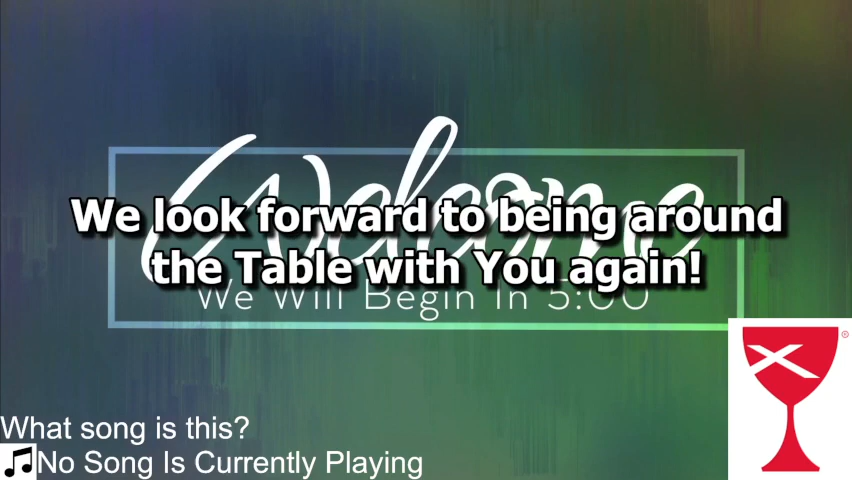 Welcome
We look forward to being around
the Table with You again!
We Will Begin In 5:00
What song is this?
No Song Is Currently Playing
®